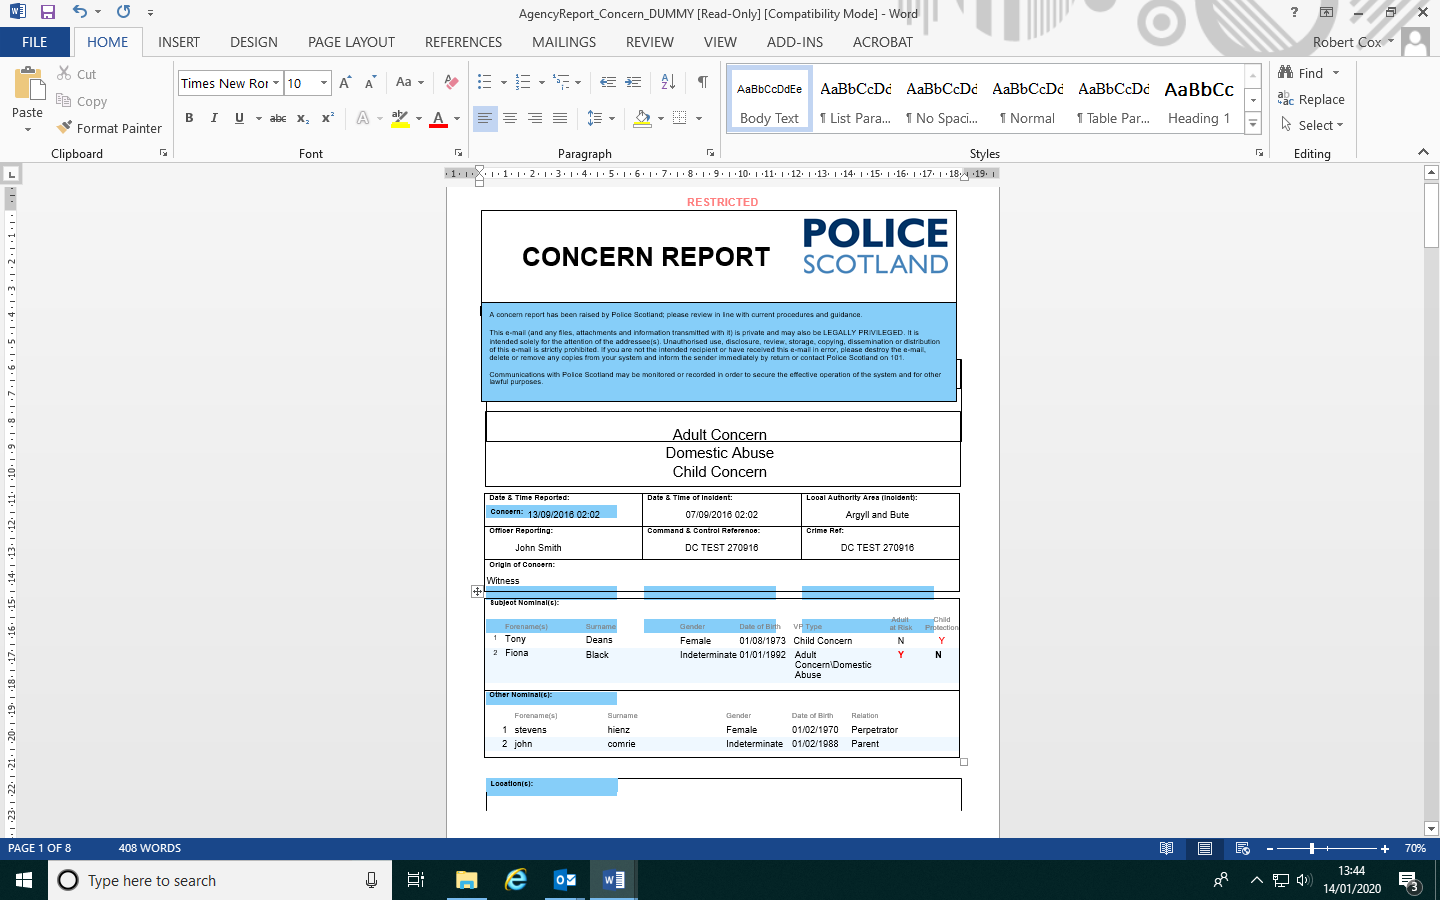 AgencyReport_Concern_DUMMY [Read-Only] [Compatibility Mode] - Word
FILE HOME INSERT DESIGN PAGE LAYOUT REFERENCES MAILINGS REVIEW VIEW ADD-INS ACROBAT Robert Cox
Paste
Cut
Copy
Format Painter
Times New Ror 10
AaBbCcDdEe AaBbCcDd AaBbCcDd AaBbCcDd AaBbCcDd AaBbCc
Body Text ¶ List Para... ¶ No Spaci... ¶ Normal ¶ Table Par... Heading 1
Find
Replace
Select
Clipboard Font Paragraph Styles Editing
RESTRICTED
CONCERN REPORT
POLICE
SCOTLAND
A concern report has been raised by Police Scotland; please review in line with current procedures and guidance.
This e-mail (and any files, attachments and information transmitted with it) is private and may also be LEGALLY PRIVILEGED. It is
intended solely for the attention of the addressee(s). Unauthorised use, disclosure, review, storage, copying, dissemination or distribution
of this e-mail is strictly prohibited. If you are not the intended recipient or have received this e-mail in error, please destroy the e-mail,
delete or remove any copies from your system and inform the sender immediately by return or contact Police Scotland on 101.
Communications with Police Scotland may be monitored or recorded in order to secure the effective operation of the system and for other
lawful purposes.
Adult Concern
Domestic Abuse
Child Concern
Date & Time Reported: Date & Time of Incident: Local Authority Area (Incident):
Concern: 13/09/2016 02:02 07/09/2016 02:02 Argyll and Bute
Officer Reporting: Command & Control Reference: Crime Ref:
John Smith DC TEST 270916 DC TEST 270916
Origin of Concern:
Witness
Subject Nominal(s):
Forename(s) Surname Gender Date of Birth VP Type Adult at Risk Child Protection
1 Tony Deans Female 01/08/1973 Child Concern N Y
2 Fiona Black Indeterminate 01/01/1992 Adult Y N
Concern\Domestic
Abuse
Other Nominal(s):
Forename(s) Surname Gender Date of Birth Relation
1 stevens hienz Female 01/02/1970 Perpetrator
2 john comrie Indeterminate 01/02/1988 Parent
Location(s):
PAGE 1 OF 8 408 WORDS 70%
Type here to search
13:44
14/01/2020
3